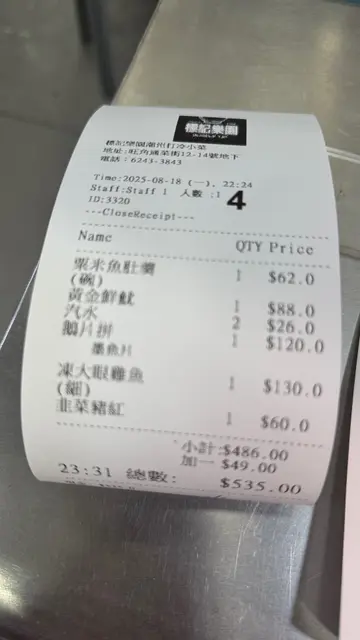 標記樂園
標記樂園潮州打冷小菜
地址:旺角通菜街12-14號地下
電話:6243-3843
Time:2025-08-18 (一), 22:24
Staff:Staff 1 人數 :1 4
ID:3320
---CloseReceipt---
Name QTY Price
粟米魚肚羹 1 $62.0
(碗)
黃金鮮魷 1 $88.0
汽水 2 $26.0
鵝片拼 1 $120.0
墨魚片
凍大眼雞魚 1 $130.0
(細)
韭菜豬紅 1 $60.0
小計:$486.00
加一 $49.00
23:31 總數: $535.00